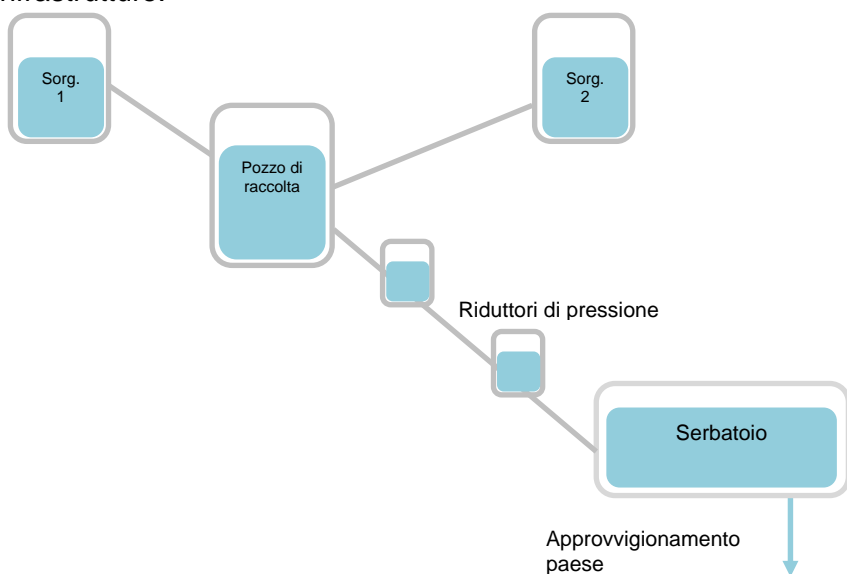 Sorg.
1
Sorg.
2
Pozzo di
raccolta
Riduttori di pressione
Serbatoio
Approvvigionamento
paese